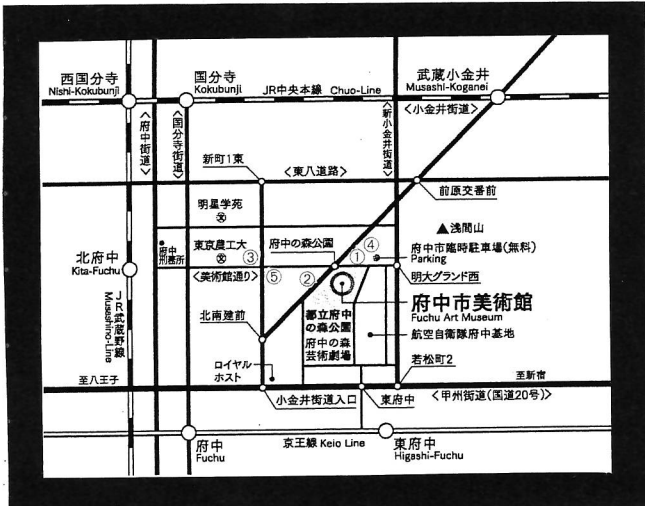 西国分寺
Nishi-Kokubunji
国分寺
Kokubunji
JR中央本線 Chuo-Line
武蔵小金井
Musashi-Koganei
〈小金井街道〉
〈府中街道〉
〈国分寺街道〉
〈新小金井街道〉
新町1東
〈東八道路〉
前原交番前
明星学苑
▲浅間山
東京農工大
③
府中の森公園
④
①
府中市臨時駐車場(無料)
Parking
府中刑務所
北府中
Kita-Fuchu
〈美術館通り〉
⑤
②
明大グランド西
府中市美術館
Fuchu Art Museum
JR武蔵野線
Musashino-Line
北南建前
都立府中の森公園
府中の森
芸術劇場
航空自衛隊府中基地
ロイヤル
ホスト
若松町2
至八王子
至新宿
小金井街道入口
東府中
〈甲州街道(国道20号)〉
府中
Fuchu
京王線 Keio Line
東府中
Higashi-Fuchu